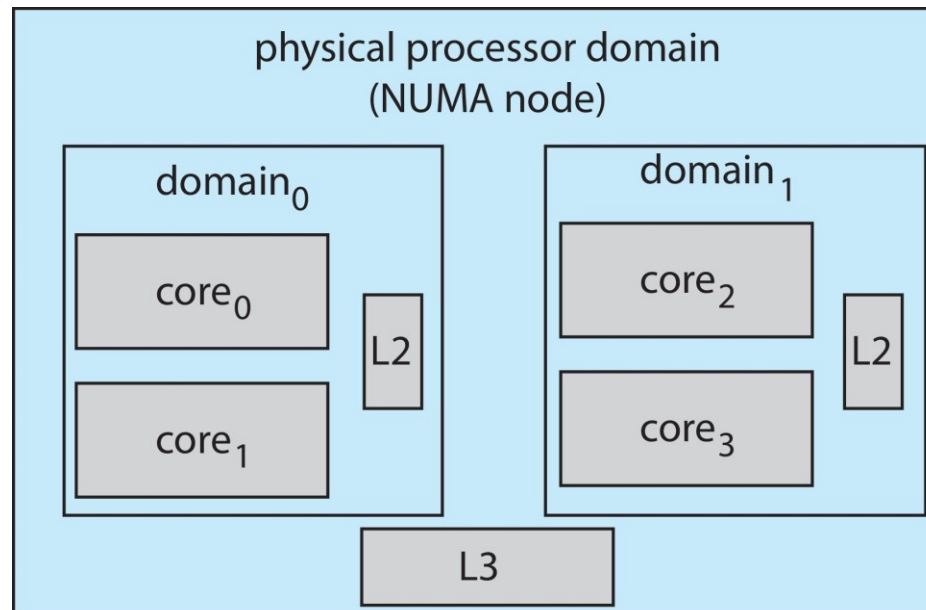 physical processor domain
(NUMA node)
domain₀
core₀
core₁
L2
domain₁
core₂
core₃
L2
L3